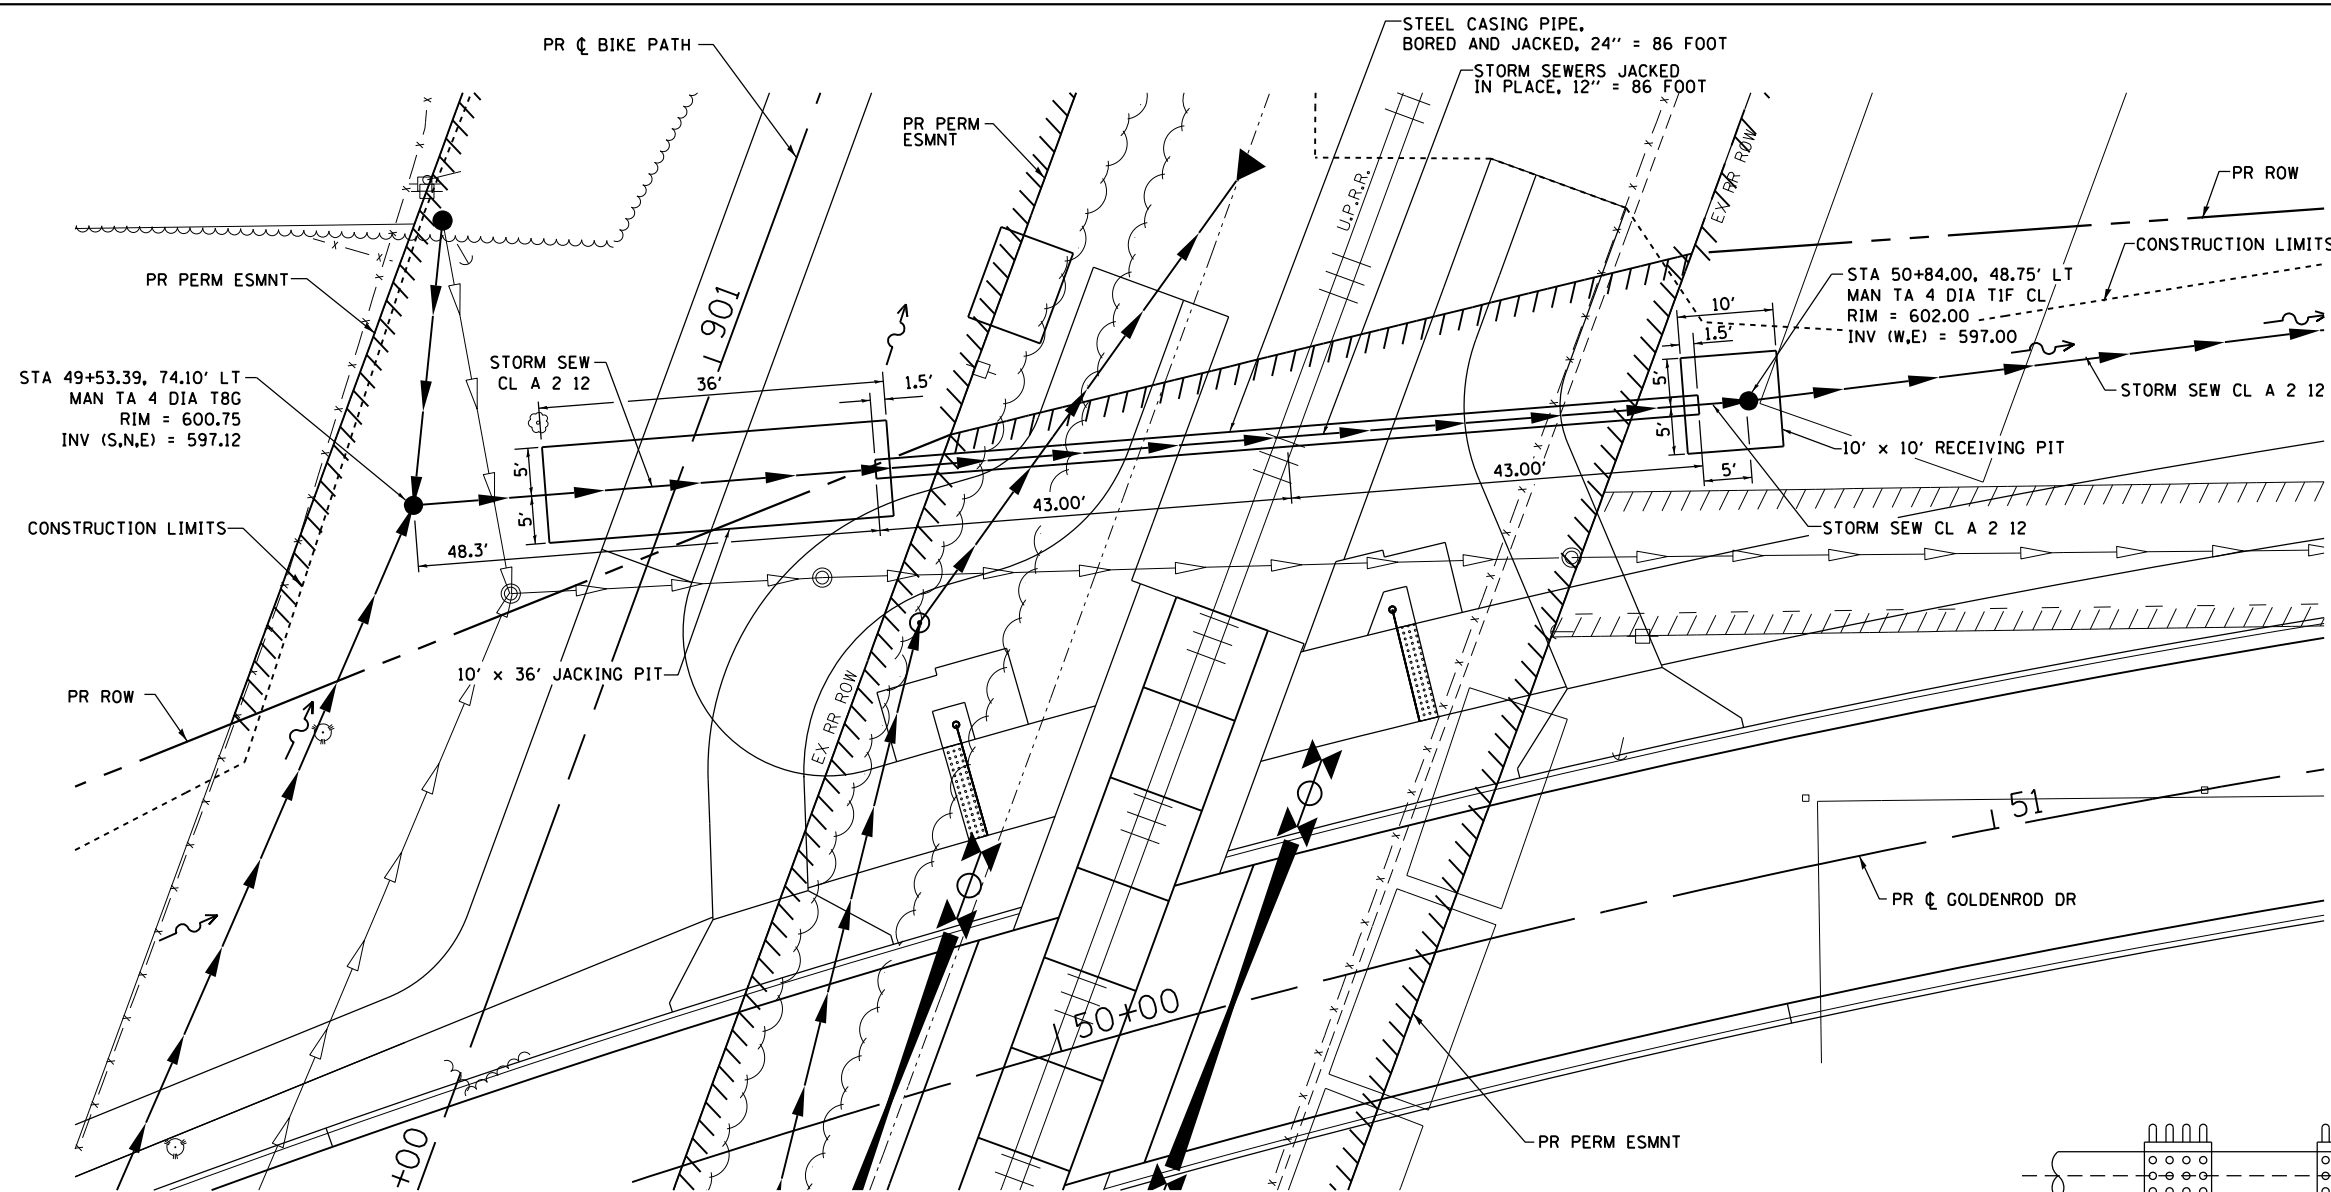 STEEL CASING PIPE,
BORED AND JACKED, 24'' = 86 FOOT
PR ℄ BIKE PATH
STORM SEWERS JACKED
IN PLACE, 12'' = 86 FOOT
PR PERM
ESMNT
EX RR ROW
U.P.R.R.
PR ROW
CONSTRUCTION LIMITS
PR PERM ESMNT
STA 50+84.00, 48.75' LT
MAN TA 4 DIA T1F CL
RIM = 602.00
INV (W,E) = 597.00
10'
1.5'
901
STORM SEW
CL A 2 12
36'
1.5'
STA 49+53.39, 74.10' LT
MAN TA 4 DIA T8G
RIM = 600.75
INV (S,N,E) = 597.12
5'
5'
STORM SEW CL A 2 12
10' x 10' RECEIVING PIT
5'
5'
43.00'
5'
43.00'
5'
CONSTRUCTION LIMITS
48.3'
STORM SEW CL A 2 12
10' x 36' JACKING PIT
PR ROW
EX RR ROW
51
PR ℄ GOLDENROD DR
50+00
PR PERM ESMNT
+00